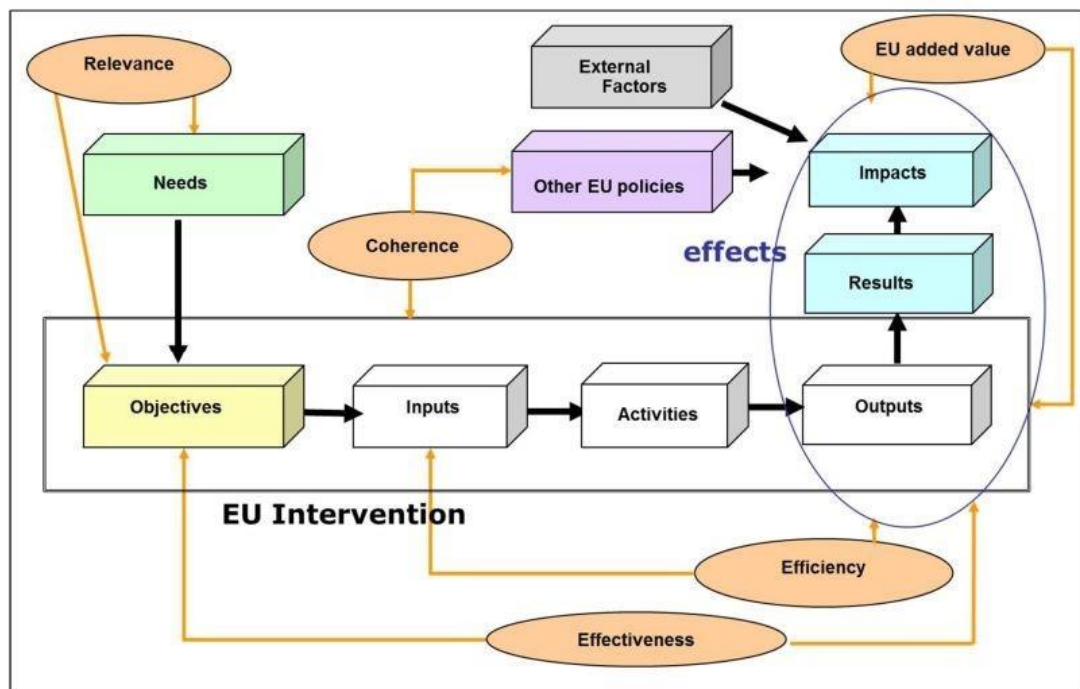 Relevance
EU added value
External
Factors
Needs
Other EU policies
Impacts
Coherence
effects
Results
Objectives
Inputs
Activities
Outputs
EU Intervention
Efficiency
Effectiveness